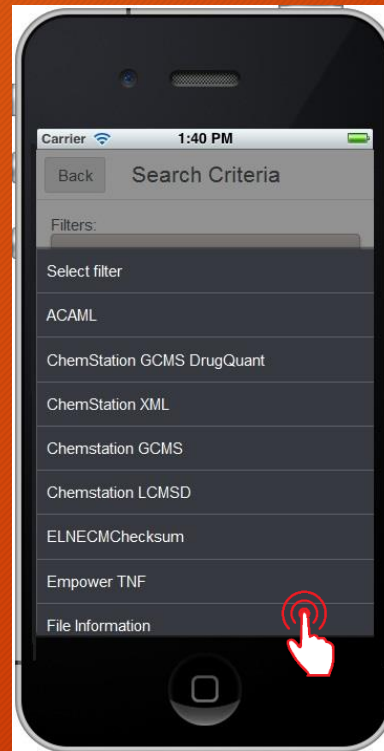 Carrier 1:40 PM
Back Search Criteria
Filters:
Select filter
ACAML
ChemStation GCMS DrugQuant
ChemStation XML
Chemstation GCMS
Chemstation LCMSD
ELNECMChecksum
Empower TNF
File Information